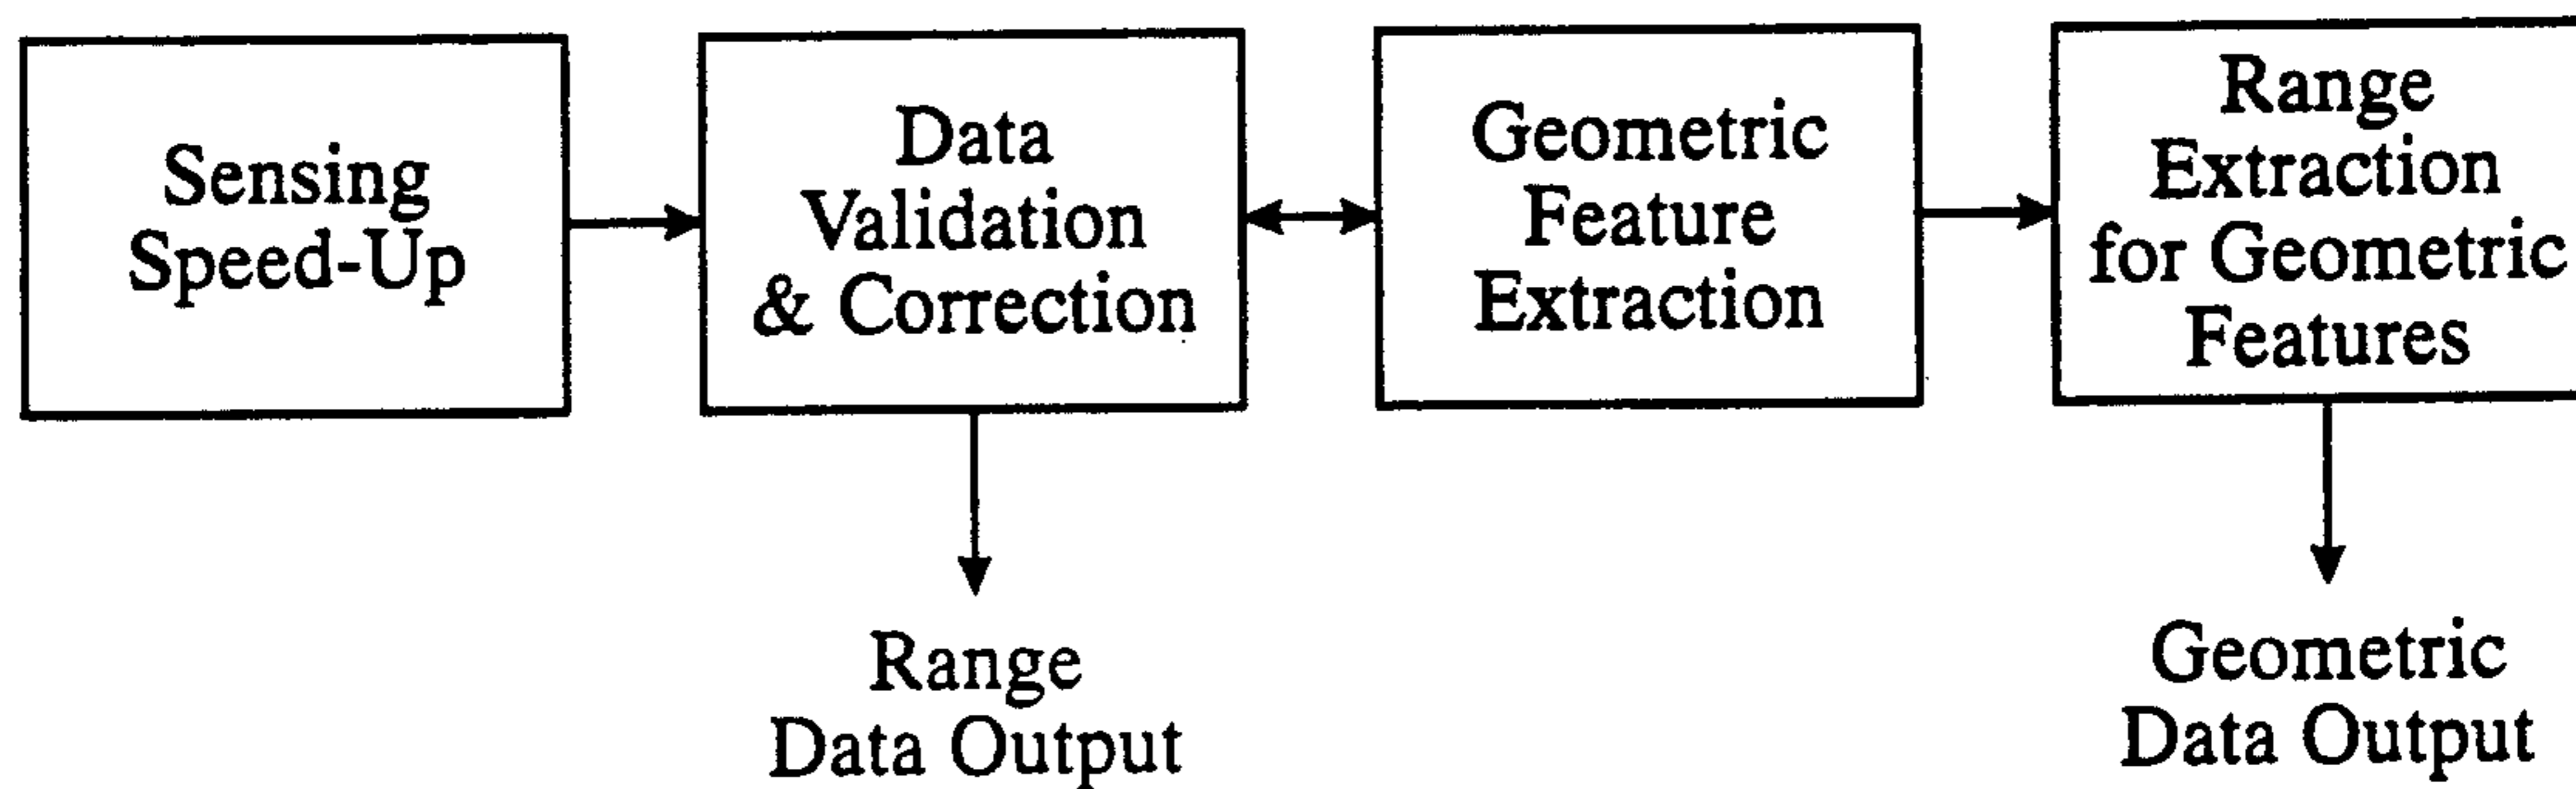 Sensing
Speed-Up
Data
Validation
& Correction
Geometric
Feature
Extraction
Range
Extraction
for Geometric
Features
Range
Data Output
Geometric
Data Output